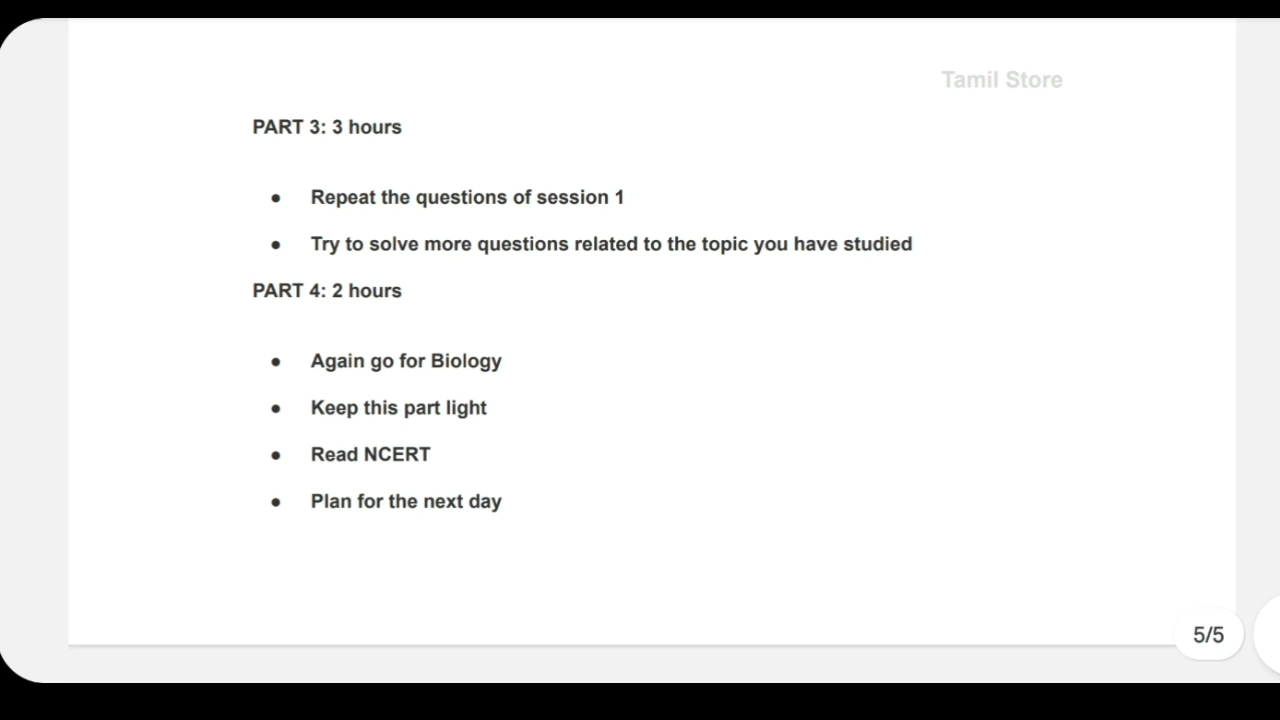 Tamil Store
PART 3: 3 hours
● Repeat the questions of session 1
● Try to solve more questions related to the topic you have studied
PART 4: 2 hours
● Again go for Biology
● Keep this part light
● Read NCERT
● Plan for the next day
5/5